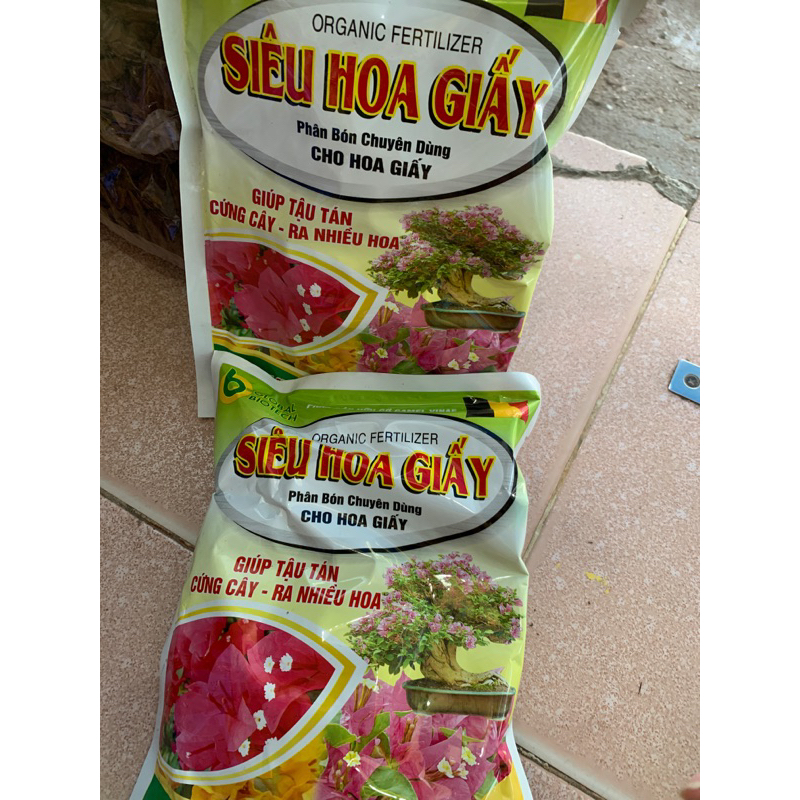 ORGANIC FERTILIZER
SIÊU HOA GIẤY
Phân Bón Chuyên Dùng
CHO HOA GIẤY
GIÚP TẬU TÁN
CỨNG CÂY - RA NHIỀU HOA
BIOTECH
ORGANIC FERTILIZER
SIÊU HOA GIẤY
Phân Bón Chuyên Dùng
CHO HOA GIẤY
GIÚP TẬU TÁN
CỨNG CÂY - RA NHIỀU HOA